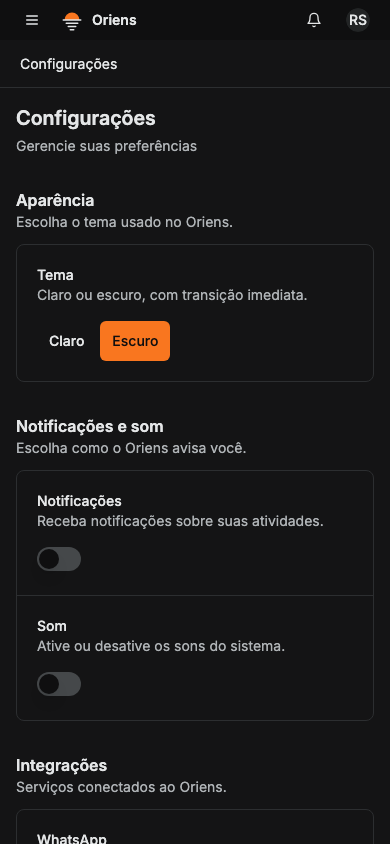 Oriens
RS
Configurações
Configurações
Gerencie suas preferências
Aparência
Escolha o tema usado no Oriens.
Tema
Claro ou escuro, com transição imediata.
Claro
Escuro
Notificações e som
Escolha como o Oriens avisa você.
Notificações
Receba notificações sobre suas atividades.
Som
Ative ou desative os sons do sistema.
Integrações
Serviços conectados ao Oriens.
WhatsApp